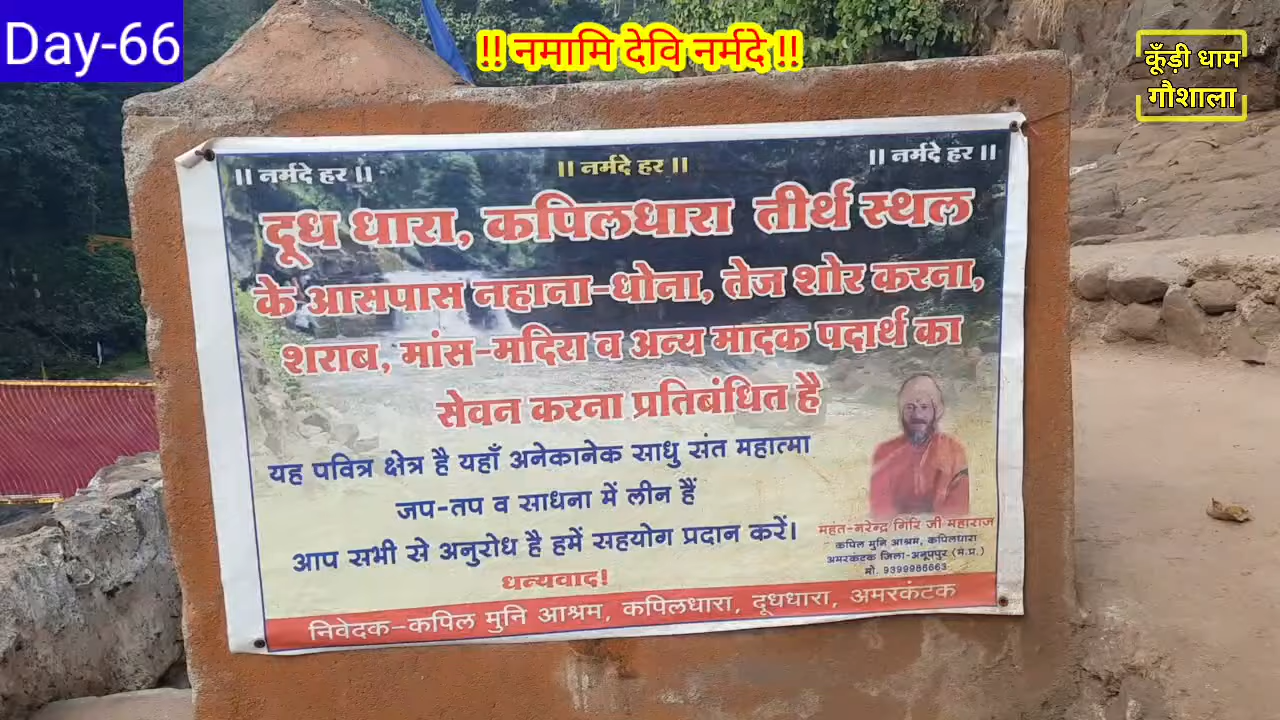 Day-66
!! नमामि देवि नर्मदे !!
कूँड़ी धाम
गौशाला
|| नर्मदे हर || || नर्मदे हर || || नर्मदे हर ||
दूध धारा, कपिलधारा तीर्थ स्थल
के आसपास नहाना-धोना, तेज शोर करना,
शराब, मांस-मदिरा व अन्य मादक पदार्थ का
सेवन करना प्रतिबंधित है
यह पवित्र क्षेत्र है यहाँ अनेकानेक साधु संत महात्मा
जप-तप व साधना में लीन हैं
आप सभी से अनुरोध है हमें सहयोग प्रदान करें।
धन्यवाद!
महंत-नरेन्द्र गिरि जी महाराज
कपिल मुनि आश्रम, कपिलधारा
अमरकंटक जिला-अनूपपुर (म.प्र.)
मो. 9399986663
निवेदक-कपिल मुनि आश्रम, कपिलधारा, दूधधारा, अमरकंटक